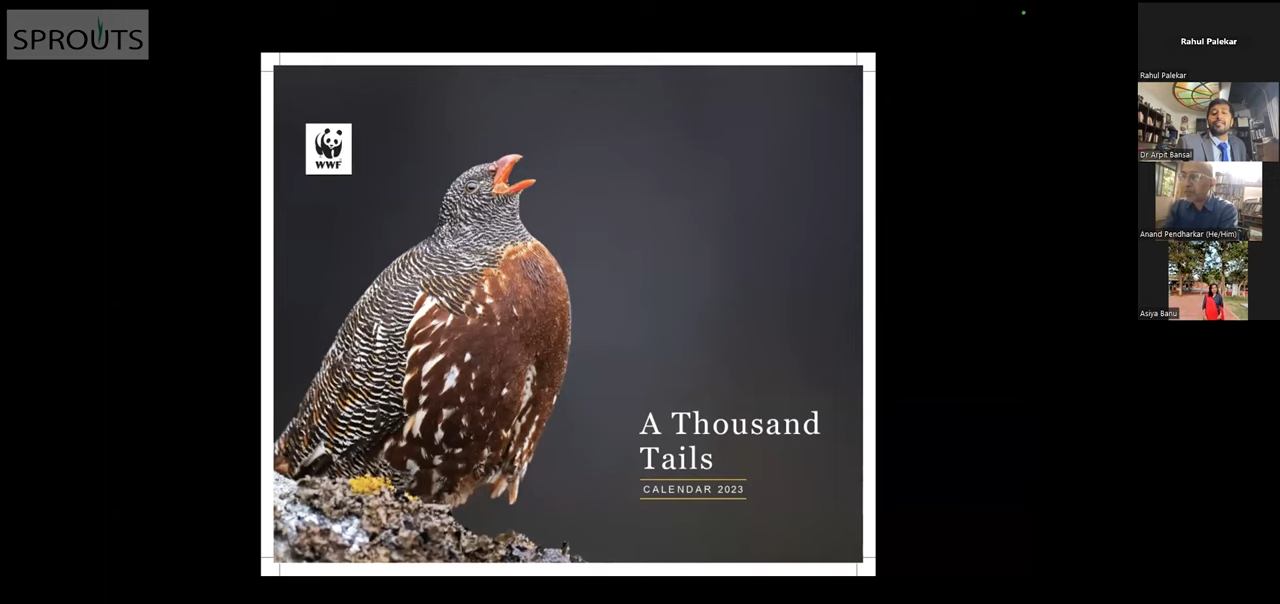 SPROUTS
WWF
A Thousand
Tails
CALENDAR 2023
Rahul Palekar
Rahul Palekar
Dr Arpit Bansal
Anand Pendharkar (He/Him)
Asiya Banu